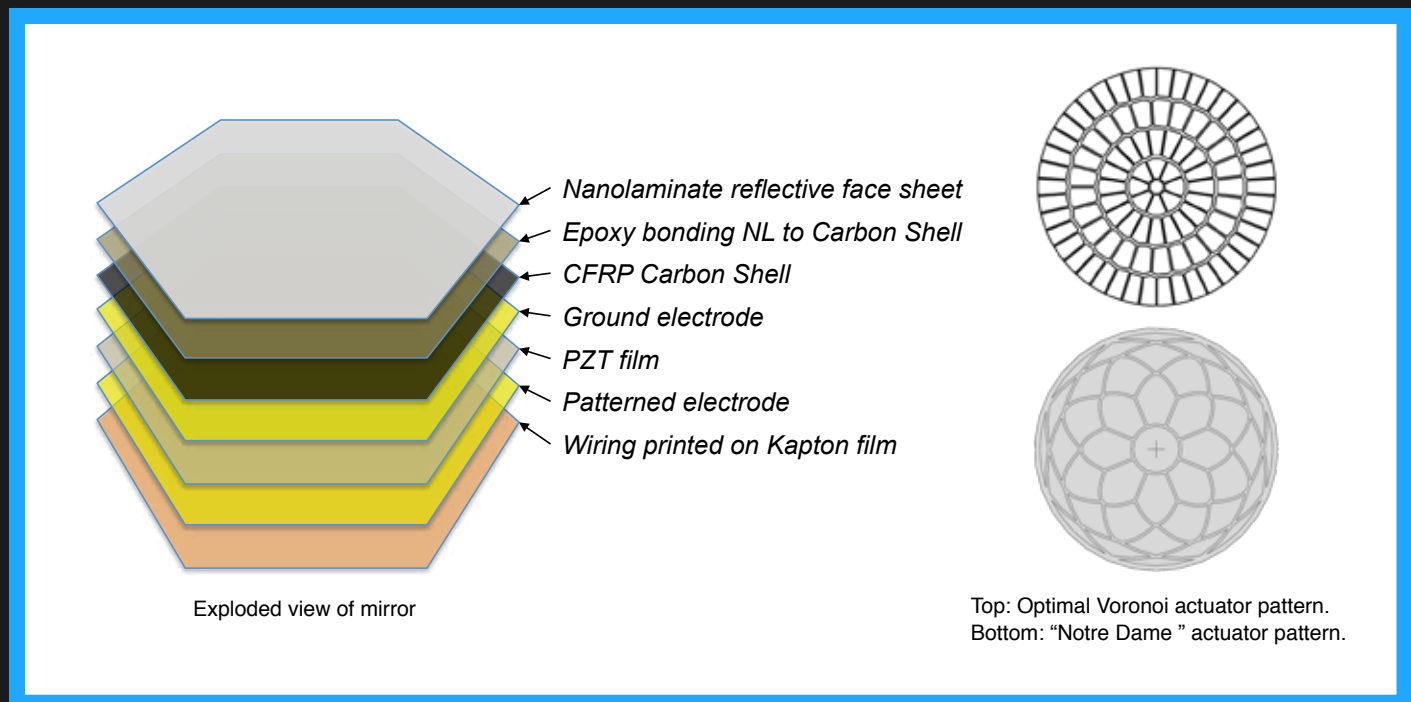 Nanolaminate reflective face sheet
Epoxy bonding NL to Carbon Shell
CFRP Carbon Shell
Ground electrode
PZT film
Patterned electrode
Wiring printed on Kapton film
Exploded view of mirror
Top: Optimal Voronoi actuator pattern.
Bottom: “Notre Dame ” actuator pattern.